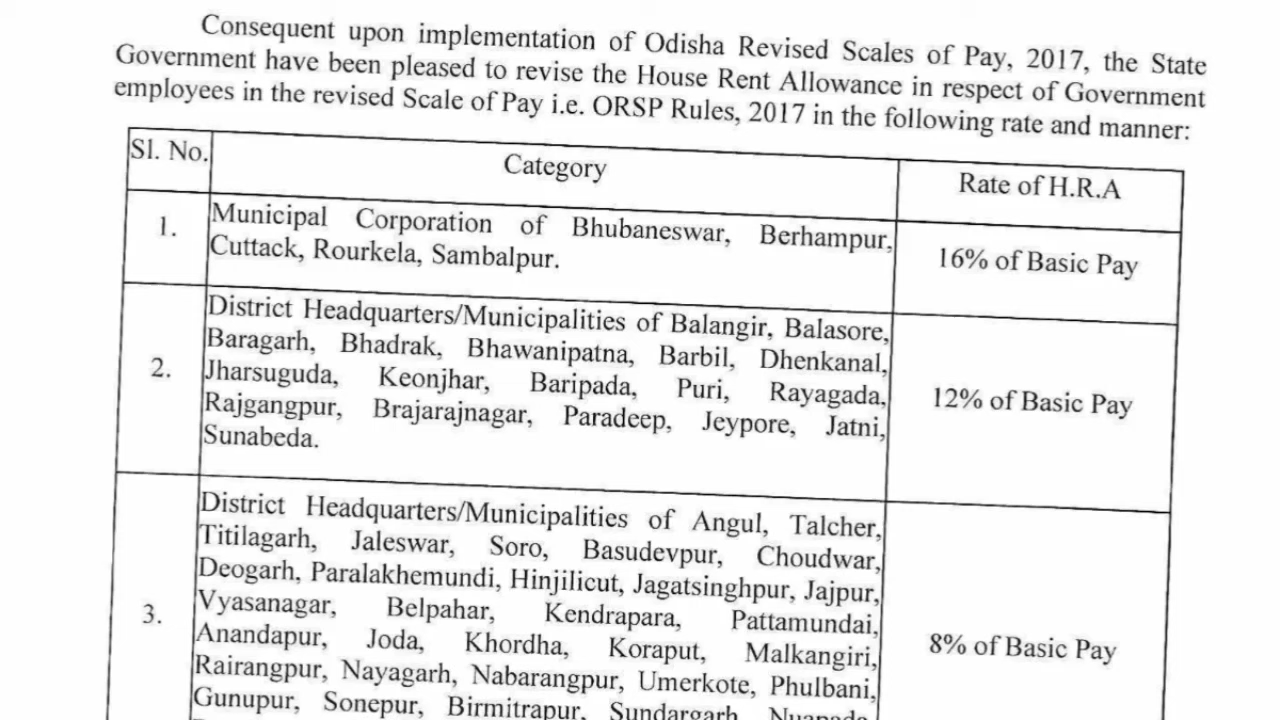 Consequent upon implementation of Odisha Revised Scales of Pay, 2017, the State
Government have been pleased to revise the House Rent Allowance in respect of Government
employees in the revised Scale of Pay i.e. ORSP Rules, 2017 in the following rate and manner:
Sl. No. Category Rate of H.R.A
1. Municipal Corporation of Bhubaneswar, Berhampur,
Cuttack, Rourkela, Sambalpur.
16% of Basic Pay
2. District Headquarters/Municipalities of Balangir, Balasore,
Baragarh, Bhadrak, Bhawanipatna, Barbil, Dhenkanal,
Jharsuguda, Keonjhar, Baripada, Puri, Rayagada,
Rajgangpur, Brajarajnagar, Paradeep, Jeypore, Jatni,
Sunabeda.
12% of Basic Pay
3. District Headquarters/Municipalities of Angul, Talcher,
Titilagarh, Jaleswar, Soro, Basudevpur, Choudwar,
Deogarh, Paralakhemundi, Hinjilicut, Jagatsinghpur, Jajpur,
Vyasanagar, Belpahar, Kendrapara, Pattamundai,
Anandapur, Joda, Khordha, Koraput, Malkangiri,
Rairangpur, Nayagarh, Nabarangpur, Umerkote, Phulbani,
Gunupur, Sonepur, Birmitrapur, Sundargarh, Nuapada,
8% of Basic Pay